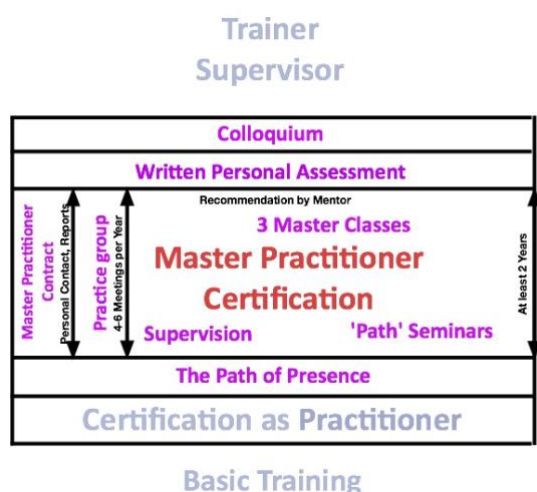 Trainer
Supervisor
Colloquium
Written Personal Assessment
Recommendation by Mentor
Master Practitioner
Contract
Personal Contact, Reports
Practice group
4-6 Meetings per Year
3 Master Classes
Master Practitioner
Certification
Supervision
'Path' Seminars
At least 2 Years
The Path of Presence
Certification as Practitioner
Basic Training